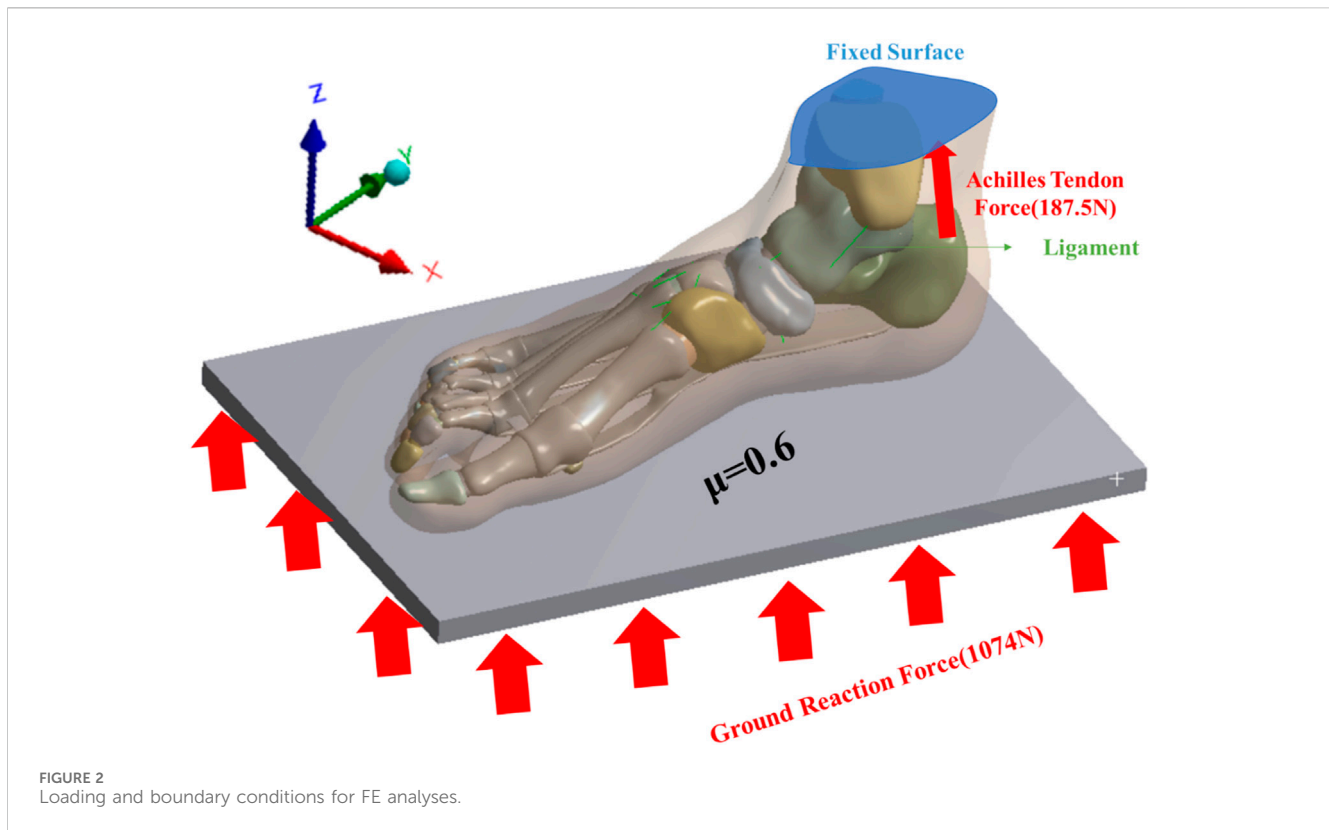 Fixed Surface
Z
Y
X
Achilles Tendon
Force(187.5N)
Ligament
μ=0.6
Ground Reaction Force(1074N)
FIGURE 2
Loading and boundary conditions for FE analyses.